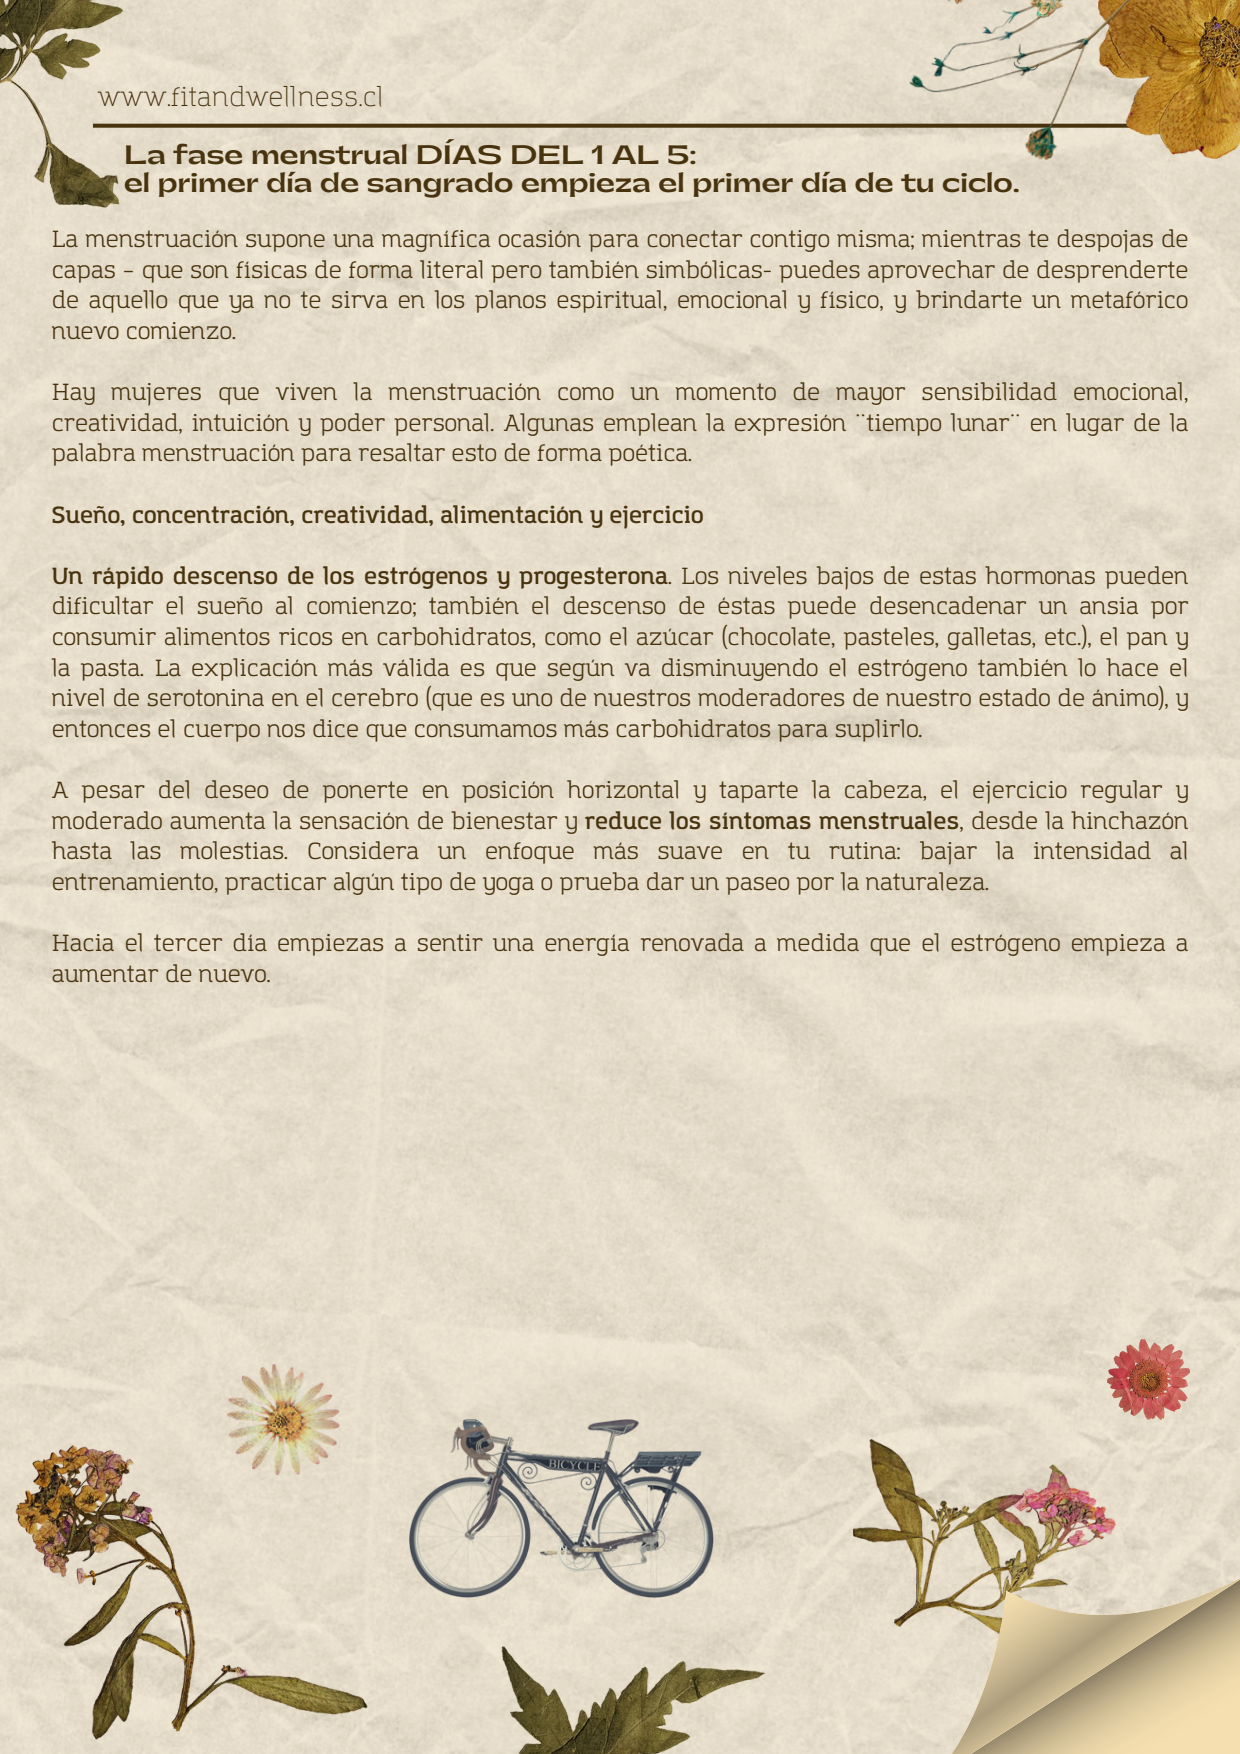 www.fitandwellness.cl
La fase menstrual DÍAS DEL 1 AL 5:
el primer día de sangrado empieza el primer día de tu ciclo.
La menstruación supone una magnífica ocasión para conectar contigo misma; mientras te despojas de
capas – que son físicas de forma literal pero también simbólicas- puedes aprovechar de desprenderte
de aquello que ya no te sirva en los planos espiritual, emocional y físico, y brindarte un metafórico
nuevo comienzo.
Hay mujeres que viven la menstruación como un momento de mayor sensibilidad emocional,
creatividad, intuición y poder personal. Algunas emplean la expresión ¨tiempo lunar¨ en lugar de la
palabra menstruación para resaltar esto de forma poética.
Sueño, concentración, creatividad, alimentación y ejercicio
Un rápido descenso de los estrógenos y progesterona. Los niveles bajos de estas hormonas pueden
dificultar el sueño al comienzo; también el descenso de éstas puede desencadenar un ansia por
consumir alimentos ricos en carbohidratos, como el azúcar (chocolate, pasteles, galletas, etc.), el pan y
la pasta. La explicación más válida es que según va disminuyendo el estrógeno también lo hace el
nivel de serotonina en el cerebro (que es uno de nuestros moderadores de nuestro estado de ánimo), y
entonces el cuerpo nos dice que consumamos más carbohidratos para suplirlo.
A pesar del deseo de ponerte en posición horizontal y taparte la cabeza, el ejercicio regular y
moderado aumenta la sensación de bienestar y reduce los síntomas menstruales, desde la hinchazón
hasta las molestias. Considera un enfoque más suave en tu rutina: bajar la intensidad al
entrenamiento, practicar algún tipo de yoga o prueba dar un paseo por la naturaleza.
Hacia el tercer día empiezas a sentir una energía renovada a medida que el estrógeno empieza a
aumentar de nuevo.
BICYCLE